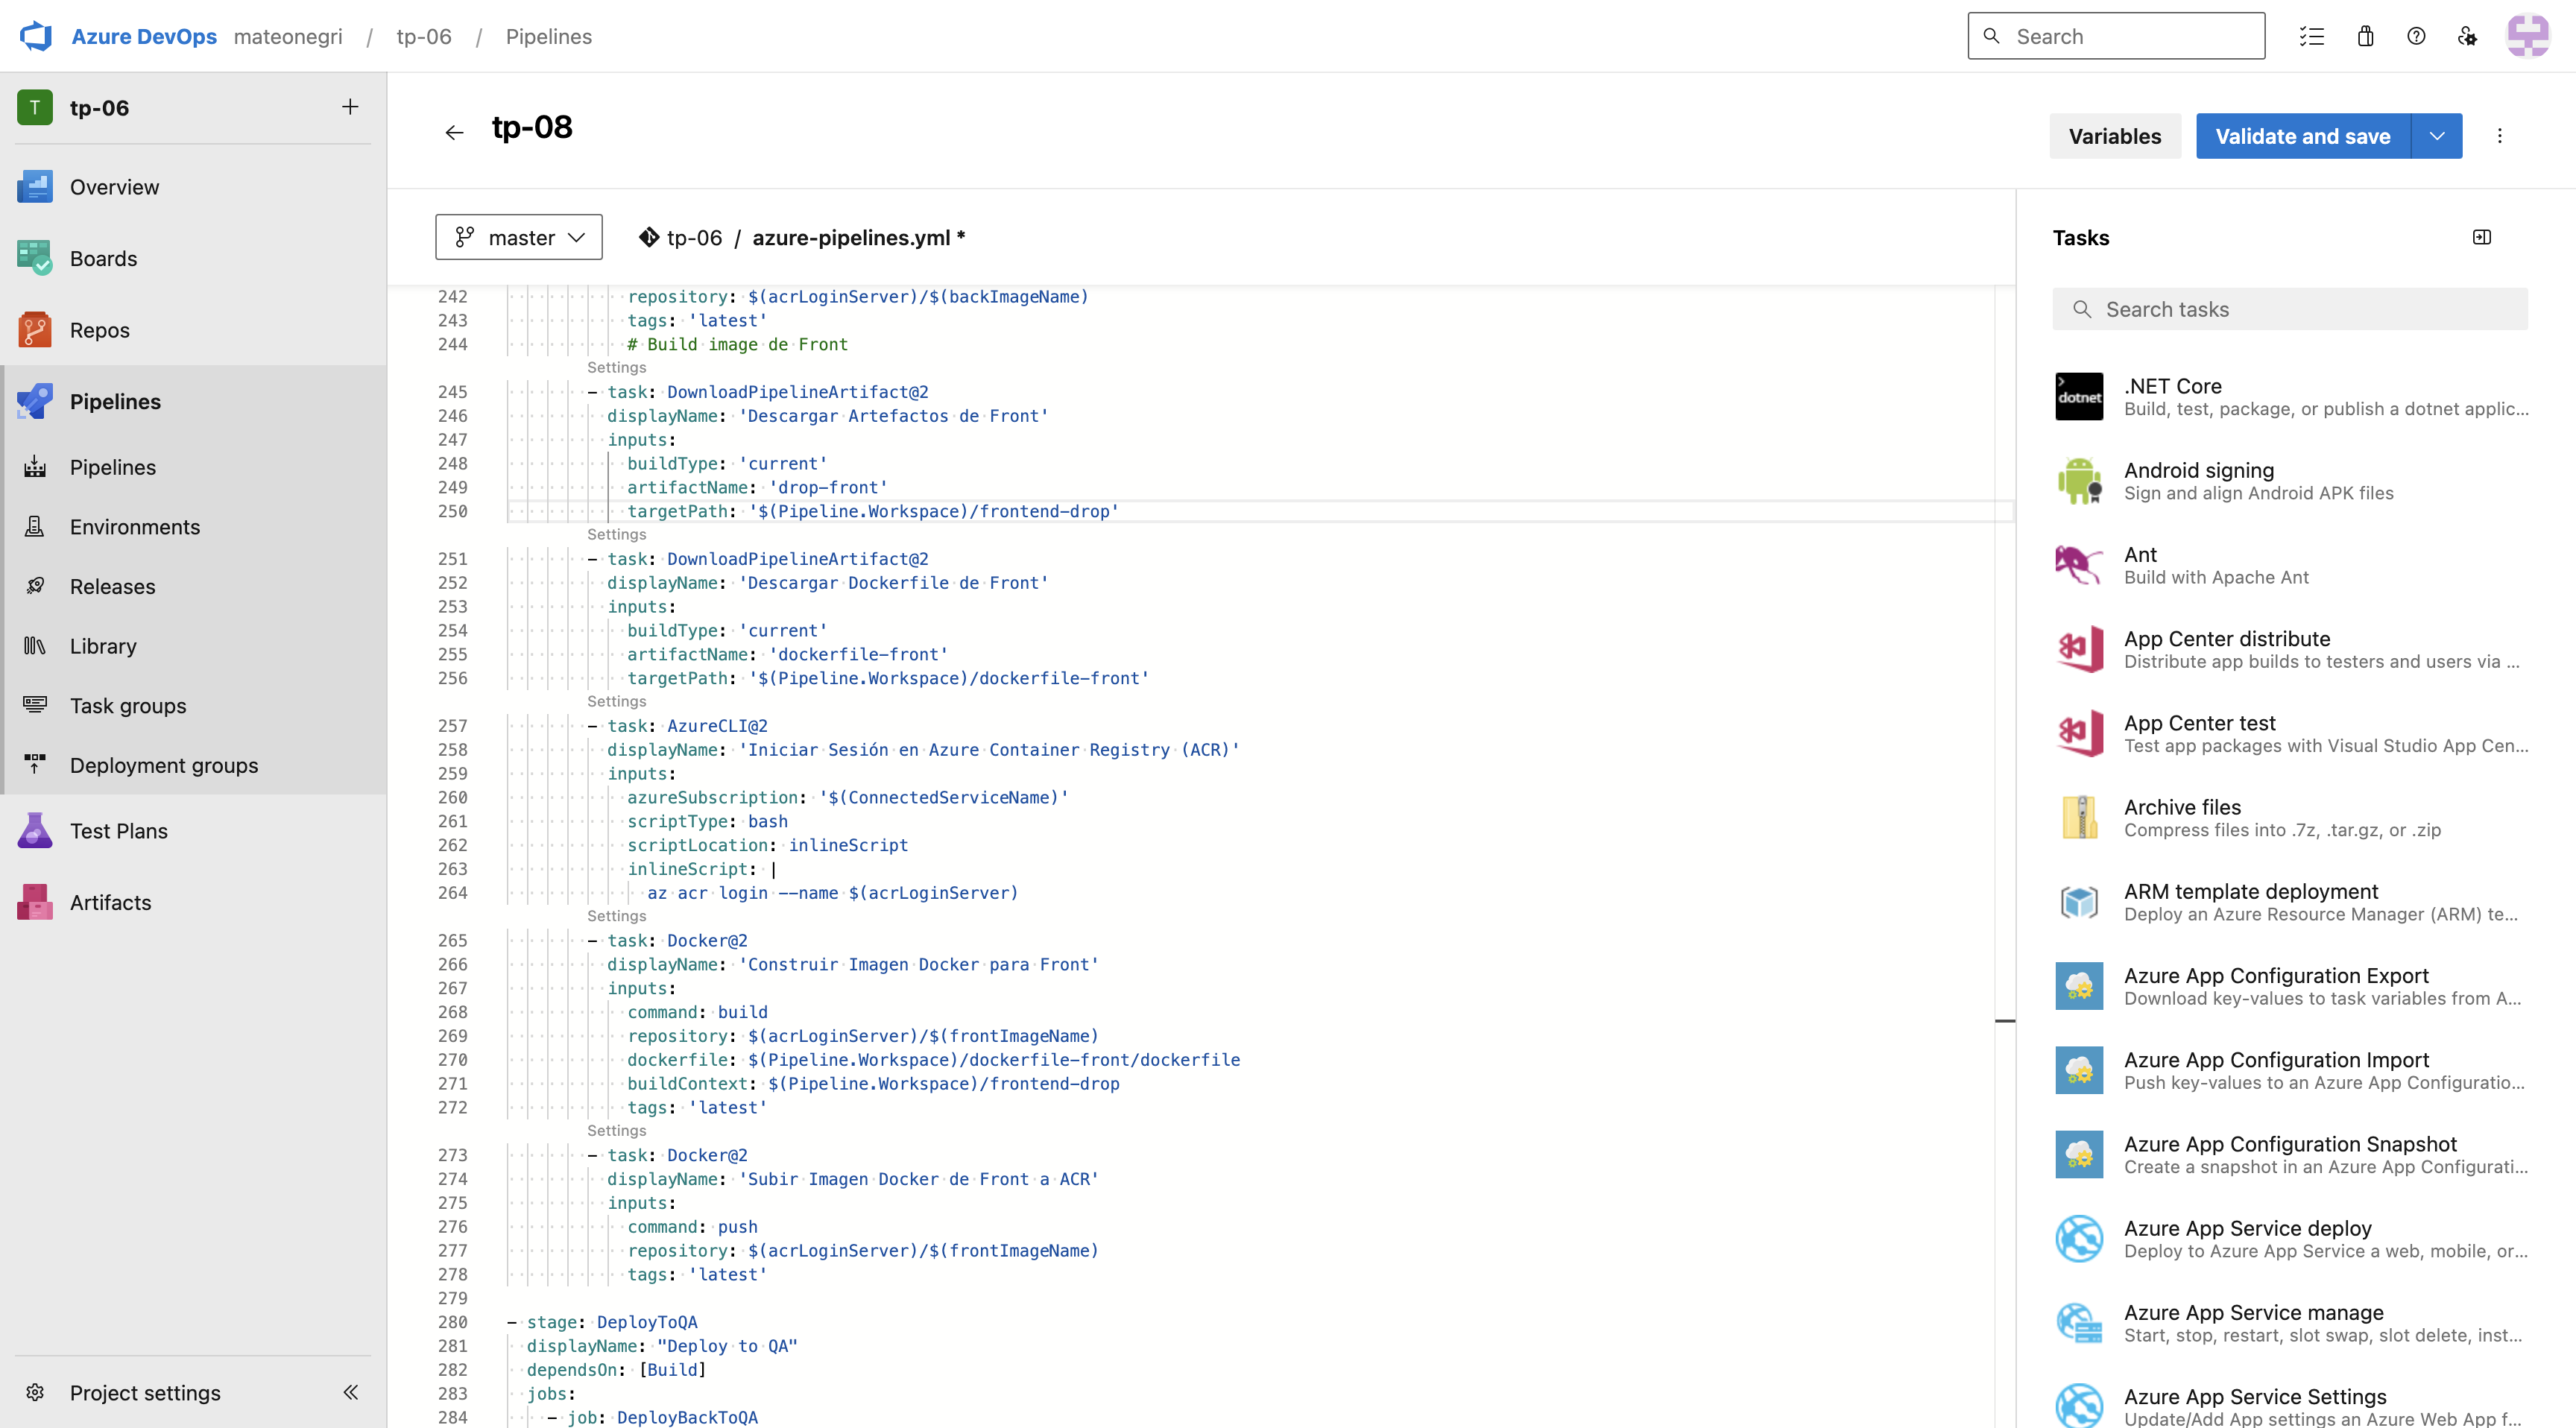 Azure DevOps mateonegri / tp-06 / Pipelines
Search
T tp-06
Overview
Boards
Repos
Pipelines
Pipelines
Environments
Releases
Library
Task groups
Deployment groups
Test Plans
Artifacts
Project settings
tp-08
Variables
Validate and save
master
tp-06 / azure-pipelines.yml *
242 repository: $(acrLoginServer)/$(backImageName)
243 tags: 'latest'
244 # Build image de Front
Settings
245 - task: DownloadPipelineArtifact@2
246 displayName: 'Descargar Artefactos de Front'
247 inputs:
248 buildType: 'current'
249 artifactName: 'drop-front'
250 targetPath: '$(Pipeline.Workspace)/frontend-drop'
Settings
251 - task: DownloadPipelineArtifact@2
252 displayName: 'Descargar Dockerfile de Front'
253 inputs:
254 buildType: 'current'
255 artifactName: 'dockerfile-front'
256 targetPath: '$(Pipeline.Workspace)/dockerfile-front'
Settings
257 - task: AzureCLI@2
258 displayName: 'Iniciar Sesión en Azure Container Registry (ACR)'
259 inputs:
260 azureSubscription: '$(ConnectedServiceName)'
261 scriptType: bash
262 scriptLocation: inlineScript
263 inlineScript: |
264 az acr login --name $(acrLoginServer)
Settings
265 - task: Docker@2
266 displayName: 'Construir Imagen Docker para Front'
267 inputs:
268 command: build
269 repository: $(acrLoginServer)/$(frontImageName)
270 dockerfile: $(Pipeline.Workspace)/dockerfile-front/dockerfile
271 buildContext: $(Pipeline.Workspace)/frontend-drop
272 tags: 'latest'
Settings
273 - task: Docker@2
274 displayName: 'Subir Imagen Docker de Front a ACR'
275 inputs:
276 command: push
277 repository: $(acrLoginServer)/$(frontImageName)
278 tags: 'latest'
279
280 - stage: DeployToQA
281 displayName: "Deploy to QA"
282 dependsOn: [Build]
283 jobs:
284 - job: DeployBackToQA
Tasks
Search tasks
dotnet
.NET Core
Build, test, package, or publish a dotnet applic...
Android signing
Sign and align Android APK files
Ant
Build with Apache Ant
App Center distribute
Distribute app builds to testers and users via ...
App Center test
Test app packages with Visual Studio App Cen...
Archive files
Compress files into .7z, .tar.gz, or .zip
ARM template deployment
Deploy an Azure Resource Manager (ARM) te...
Azure App Configuration Export
Download key-values to task variables from A...
Azure App Configuration Import
Push key-values to an Azure App Configuratio...
Azure App Configuration Snapshot
Create a snapshot in an Azure App Configurati...
Azure App Service deploy
Deploy to Azure App Service a web, mobile, or...
Azure App Service manage
Start, stop, restart, slot swap, slot delete, inst...
Azure App Service Settings
Update/Add App settings an Azure Web App f...